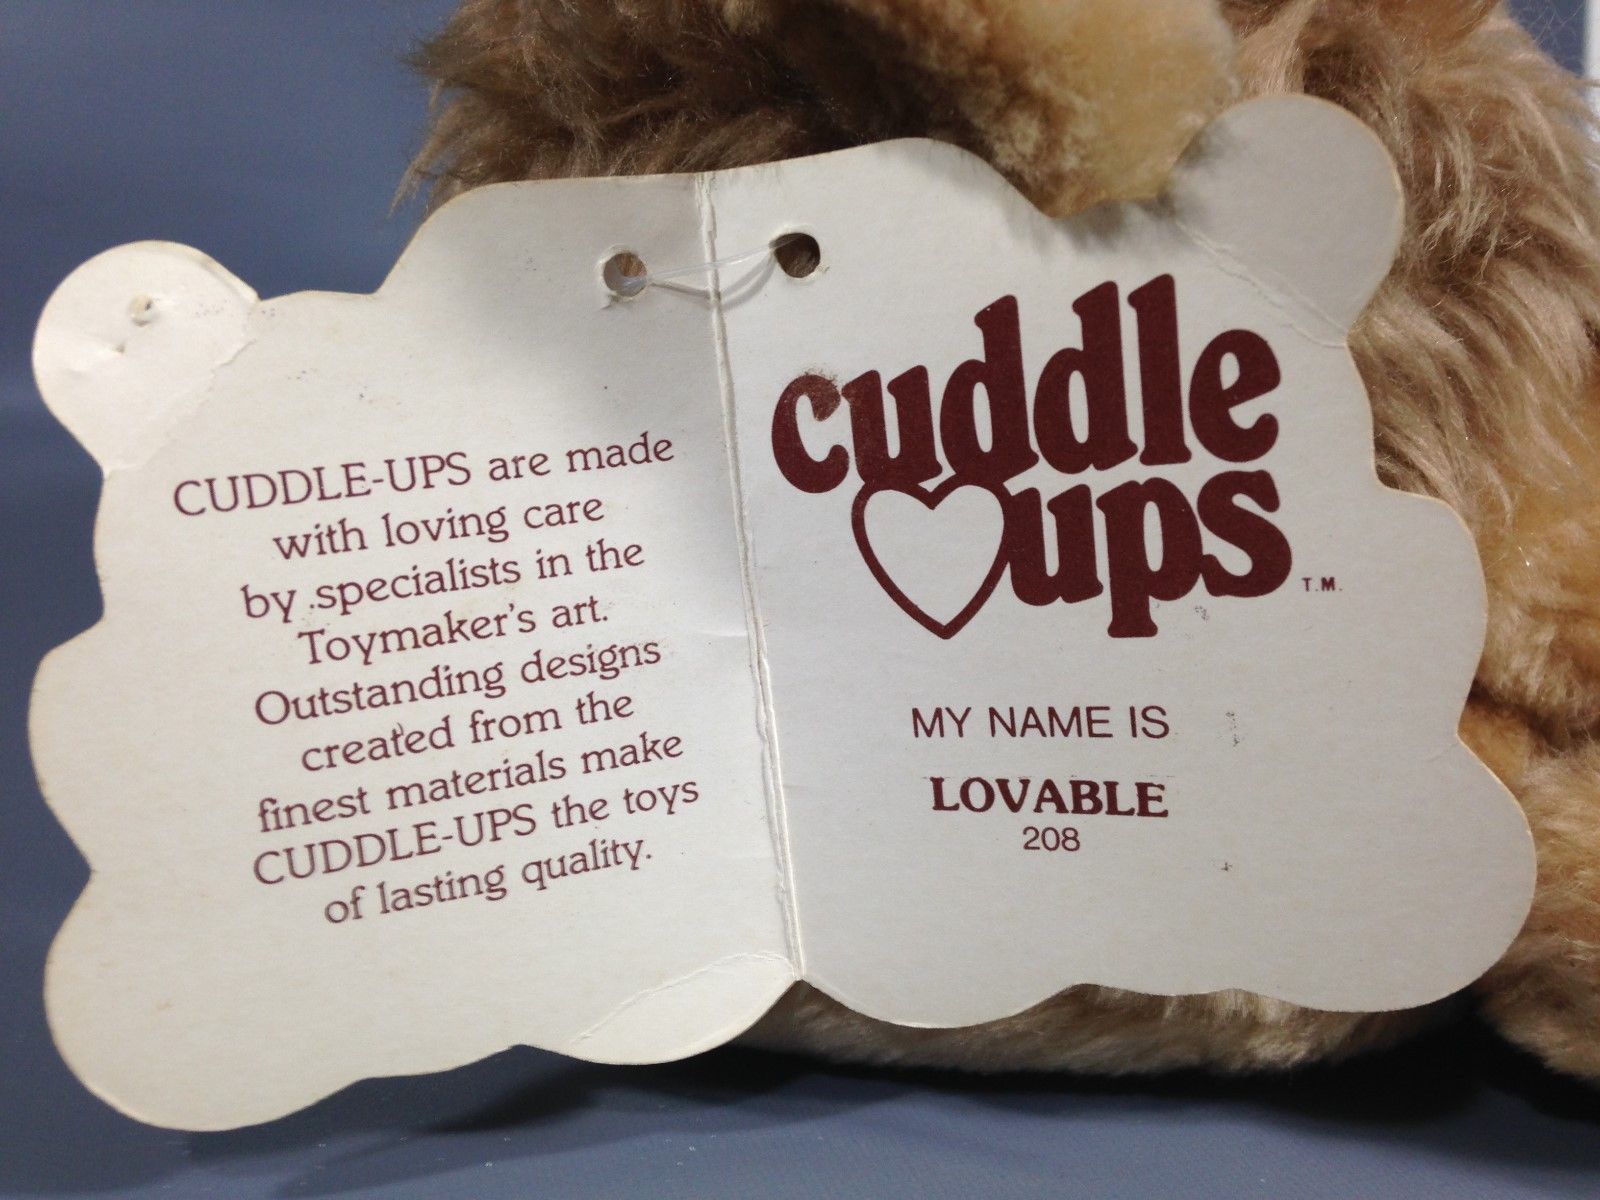 CUDDLE-UPS are made
with loving care
by specialists in the
Toymaker's art.
Outstanding designs
created from the
finest materials make
CUDDLE-UPS the toys
of lasting quality.
cuddle
ups T.M.
MY NAME IS
LOVABLE
208